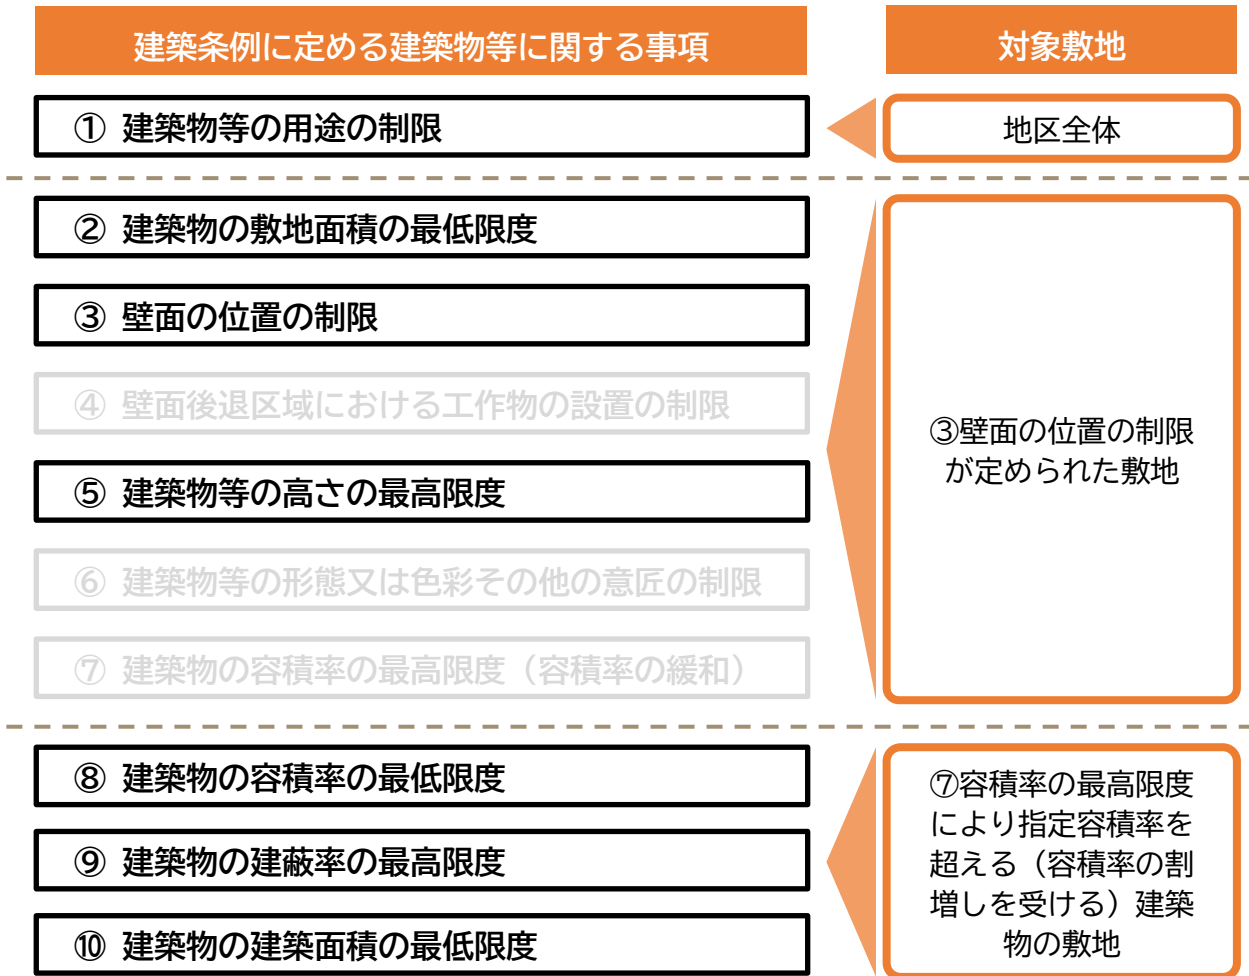 建築条例に定める建築物等に関する事項
対象敷地
① 建築物等の用途の制限
地区全体
② 建築物の敷地面積の最低限度
③ 壁面の位置の制限
④ 壁面後退区域における工作物の設置の制限
⑤ 建築物等の高さの最高限度
⑥ 建築物等の形態又は色彩その他の意匠の制限
⑦ 建築物の容積率の最高限度（容積率の緩和）
③壁面の位置の制限
が定められた敷地
⑧ 建築物の容積率の最低限度
⑨ 建築物の建蔽率の最高限度
⑩ 建築物の建築面積の最低限度
⑦容積率の最高限度
により指定容積率を
超える（容積率の割
増しを受ける）建築
物の敷地